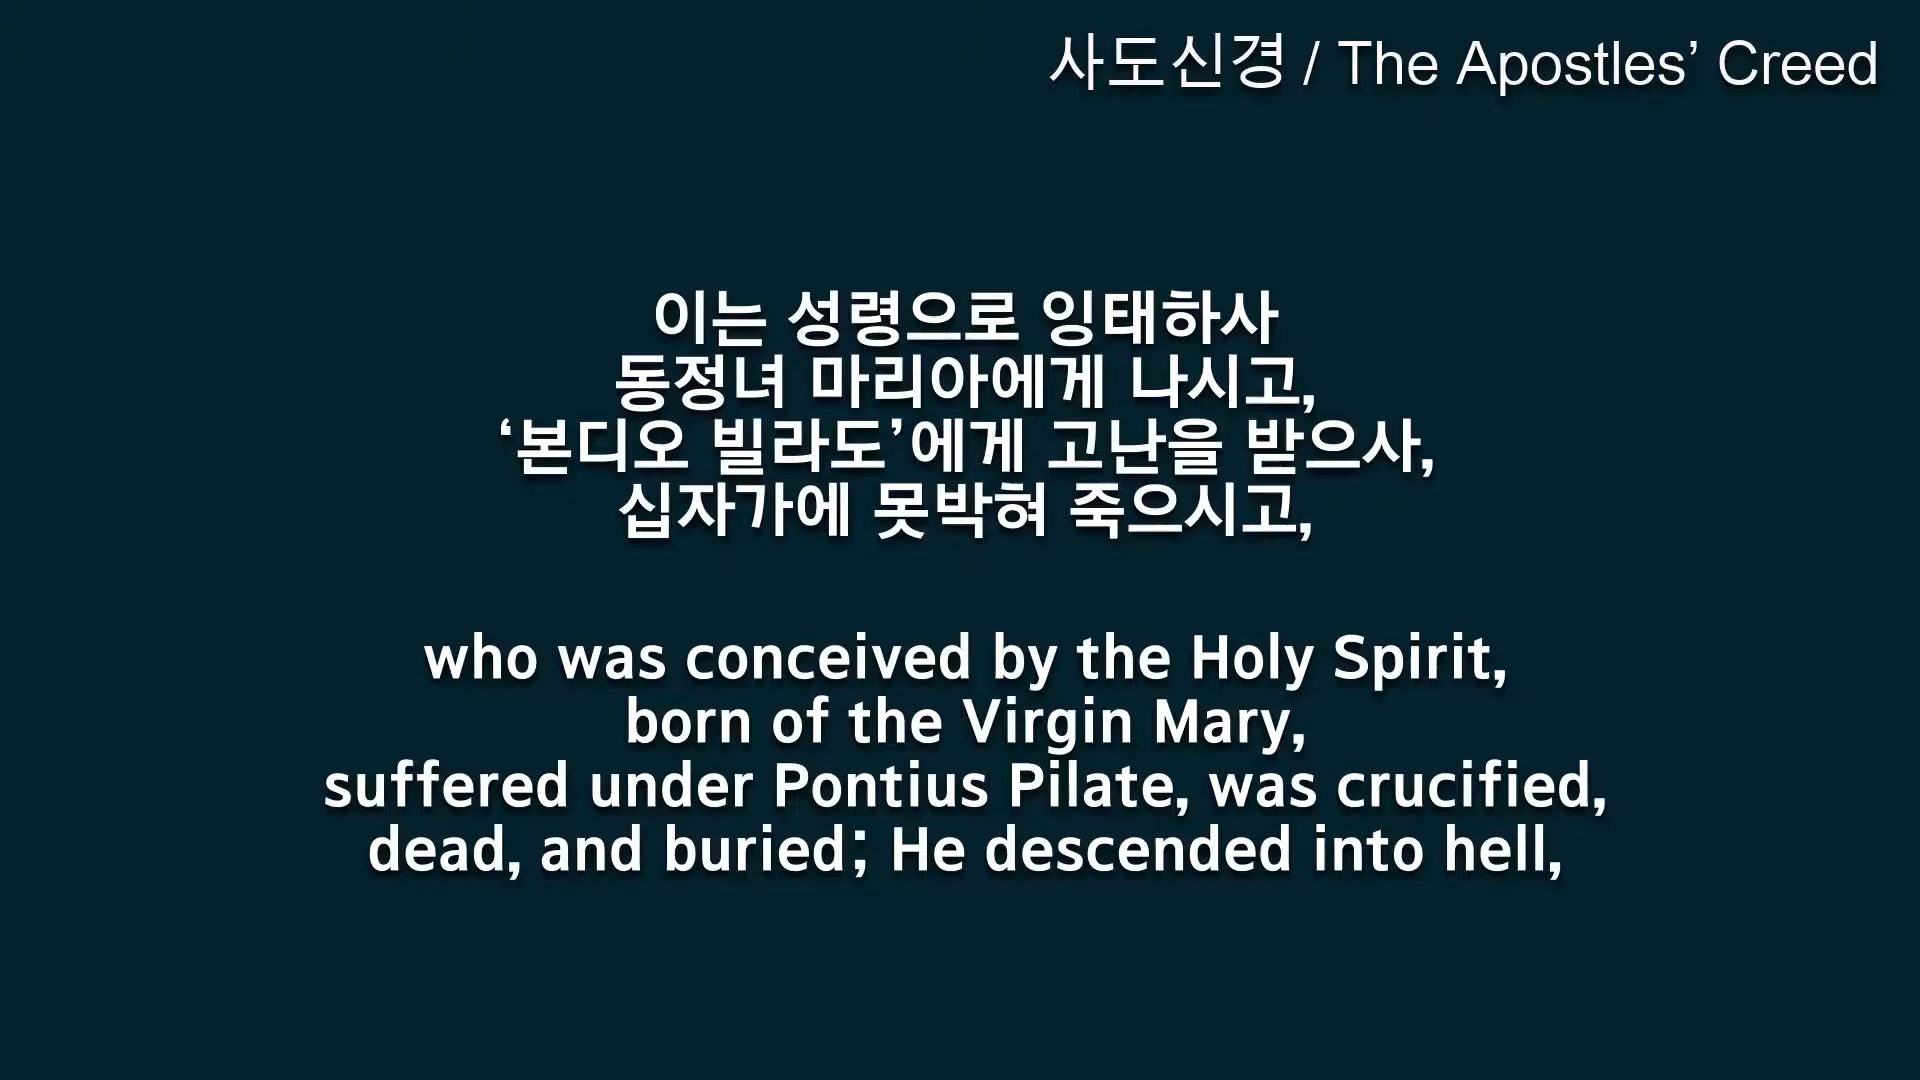 사도신경 / The Apostles’ Creed
이는 성령으로 잉태하사
동정녀 마리아에게 나시고,
‘본디오 빌라도’에게 고난을 받으사,
십자가에 못박혀 죽으시고,
who was conceived by the Holy Spirit,
born of the Virgin Mary,
suffered under Pontius Pilate, was crucified,
dead, and buried; He descended into hell,